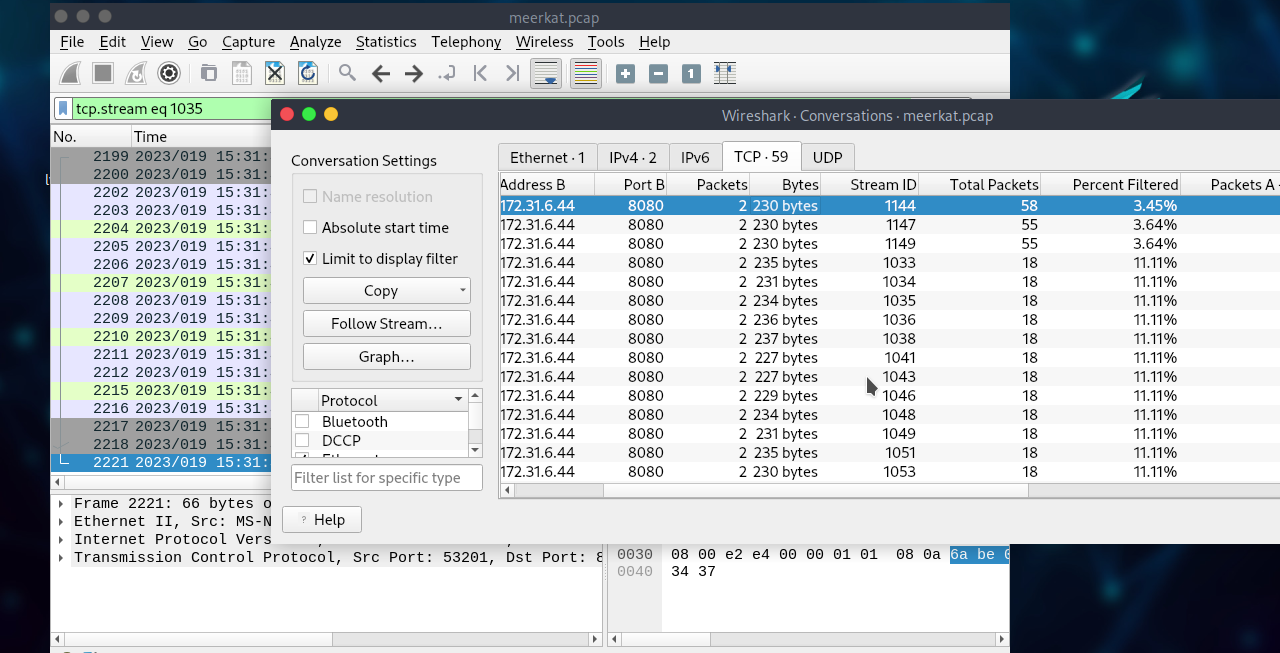 meerkat.pcap
File Edit View Go Capture Analyze Statistics Telephony Wireless Tools Help
tcp.stream eq 1035
No. Time
2199 2023/019 15:31:
2200 2023/019 15:31:
2202 2023/019 15:31:
2203 2023/019 15:31:
2204 2023/019 15:31:
2205 2023/019 15:31:
2206 2023/019 15:31:
2207 2023/019 15:31:
2208 2023/019 15:31:
2209 2023/019 15:31:
2210 2023/019 15:31:
2211 2023/019 15:31:
2212 2023/019 15:31:
2215 2023/019 15:31:
2216 2023/019 15:31:
2217 2023/019 15:31:
2218 2023/019 15:31:
2221 2023/019 15:31:
Wireshark · Conversations · meerkat.pcap
Conversation Settings
Name resolution
Absolute start time
Limit to display filter
Copy
Follow Stream…
Graph…
Protocol
Bluetooth
DCCP
Filter list for specific type
Help
Ethernet · 1 IPv4 · 2 IPv6 TCP · 59 UDP
Address B Port B Packets Bytes Stream ID Total Packets Percent Filtered Packets A
172.31.6.44 8080 2 230 bytes 1144 58 3.45%
172.31.6.44 8080 2 230 bytes 1147 55 3.64%
172.31.6.44 8080 2 230 bytes 1149 55 3.64%
172.31.6.44 8080 2 235 bytes 1033 18 11.11%
172.31.6.44 8080 2 231 bytes 1034 18 11.11%
172.31.6.44 8080 2 234 bytes 1035 18 11.11%
172.31.6.44 8080 2 236 bytes 1036 18 11.11%
172.31.6.44 8080 2 237 bytes 1038 18 11.11%
172.31.6.44 8080 2 227 bytes 1041 18 11.11%
172.31.6.44 8080 2 227 bytes 1043 18 11.11%
172.31.6.44 8080 2 229 bytes 1046 18 11.11%
172.31.6.44 8080 2 234 bytes 1048 18 11.11%
172.31.6.44 8080 2 231 bytes 1049 18 11.11%
172.31.6.44 8080 2 235 bytes 1051 18 11.11%
172.31.6.44 8080 2 230 bytes 1053 18 11.11%
Frame 2221: 66 bytes o
Ethernet II, Src: MS-N
Internet Protocol Vers
Transmission Control Protocol, Src Port: 53201, Dst Port: 8
0030 08 00 e2 e4 00 00 01 01 08 0a 6a be
0040 34 37